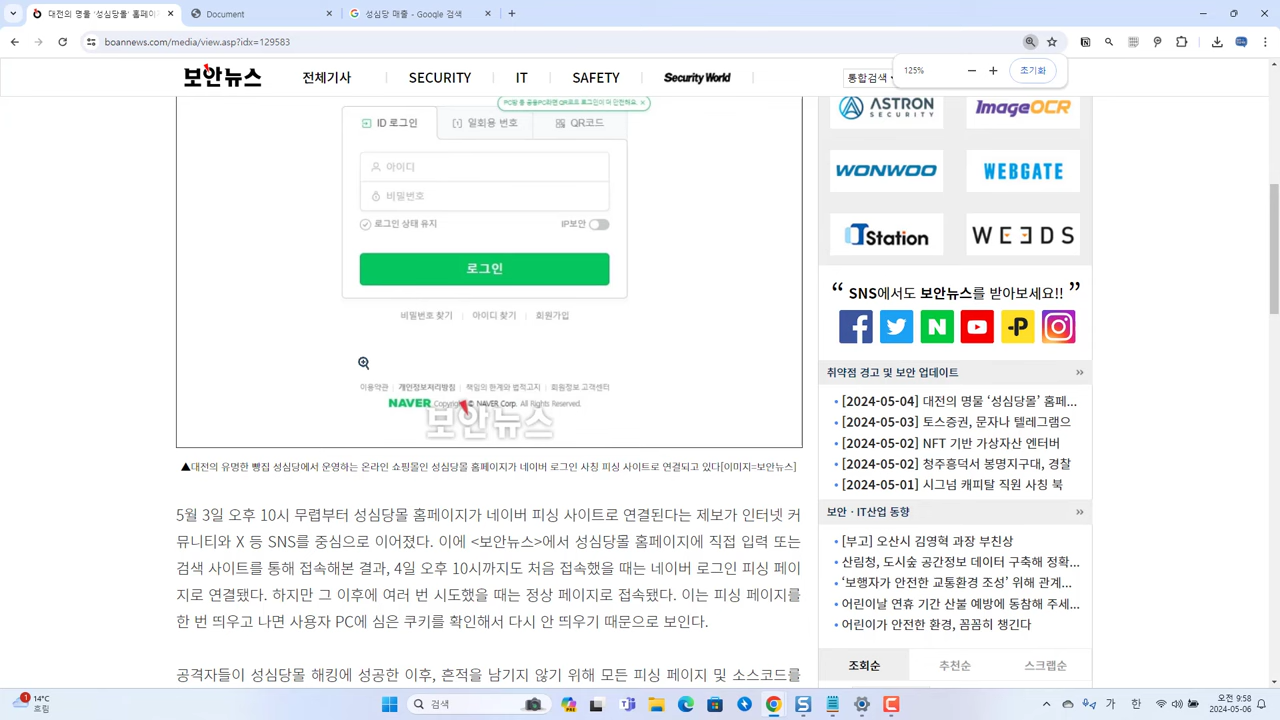 대전의 명물 '성심당몰' 홈페이지
Document
성심당 매출 - Google 검색
boannews.com/media/view.asp?idx=129583
125%
초기화
보안뉴스
전체기사
SECURITY
IT
SAFETY
Security World
통합검색
PC방 등 공용PC라면 QR코드 로그인이 더 안전해요.
ID 로그인
일회용 번호
QR코드
아이디
비밀번호
로그인 상태 유지
IP보안
로그인
비밀번호 찾기
아이디 찾기
회원가입
이용약관
개인정보처리방침
책임의 한계와 법적고지
회원정보 고객센터
NAVER Copyright © NAVER Corp. All Rights Reserved.
보안뉴스
▲대전의 유명한 빵집 성심당에서 운영하는 온라인 쇼핑몰인 성심당몰 홈페이지가 네이버 로그인 사칭 피싱 사이트로 연결되고 있다[이미지=보안뉴스]
5월 3일 오후 10시 무렵부터 성심당몰 홈페이지가 네이버 피싱 사이트로 연결된다는 제보가 인터넷 커
뮤니티와 X 등 SNS를 중심으로 이어졌다. 이에 <보안뉴스>에서 성심당몰 홈페이지에 직접 입력 또는
검색 사이트를 통해 접속해본 결과, 4일 오후 10시까지도 처음 접속했을 때는 네이버 로그인 피싱 페이
지로 연결됐다. 하지만 그 이후에 여러 번 시도했을 때는 정상 페이지로 접속됐다. 이는 피싱 페이지를
한 번 띄우고 나면 사용자 PC에 심은 쿠키를 확인해서 다시 안 띄우기 때문으로 보인다.
공격자들이 성심당몰 해킹에 성공한 이후, 흔적을 남기지 않기 위해 모든 피싱 페이지 및 소스코드를
ASTRON
SECURITY
ImageOCR
WONWOO
WEBGATE
iTStation
WEEDS
“ SNS에서도 보안뉴스를 받아보세요!! ”
취약점 경고 및 보안 업데이트
[2024-05-04] 대전의 명물 ‘성심당몰’ 홈페...
[2024-05-03] 토스증권, 문자나 텔레그램으
[2024-05-02] NFT 기반 가상자산 엔터버
[2024-05-02] 청주흥덕서 봉명지구대, 경찰
[2024-05-01] 시그넘 캐피탈 직원 사칭 북
보안ㆍIT산업 동향
[부고] 오산시 김영혁 과장 부친상
산림청, 도시숲 공간정보 데이터 구축해 정확...
‘보행자가 안전한 교통환경 조성’ 위해 관계...
어린이날 연휴 기간 산불 예방에 동참해 주세...
어린이가 안전한 환경, 꼼꼼히 챙긴다
조회순
추천순
스크랩순
1
14°C
흐림
검색
가
한
오전 9:58
2024-05-06